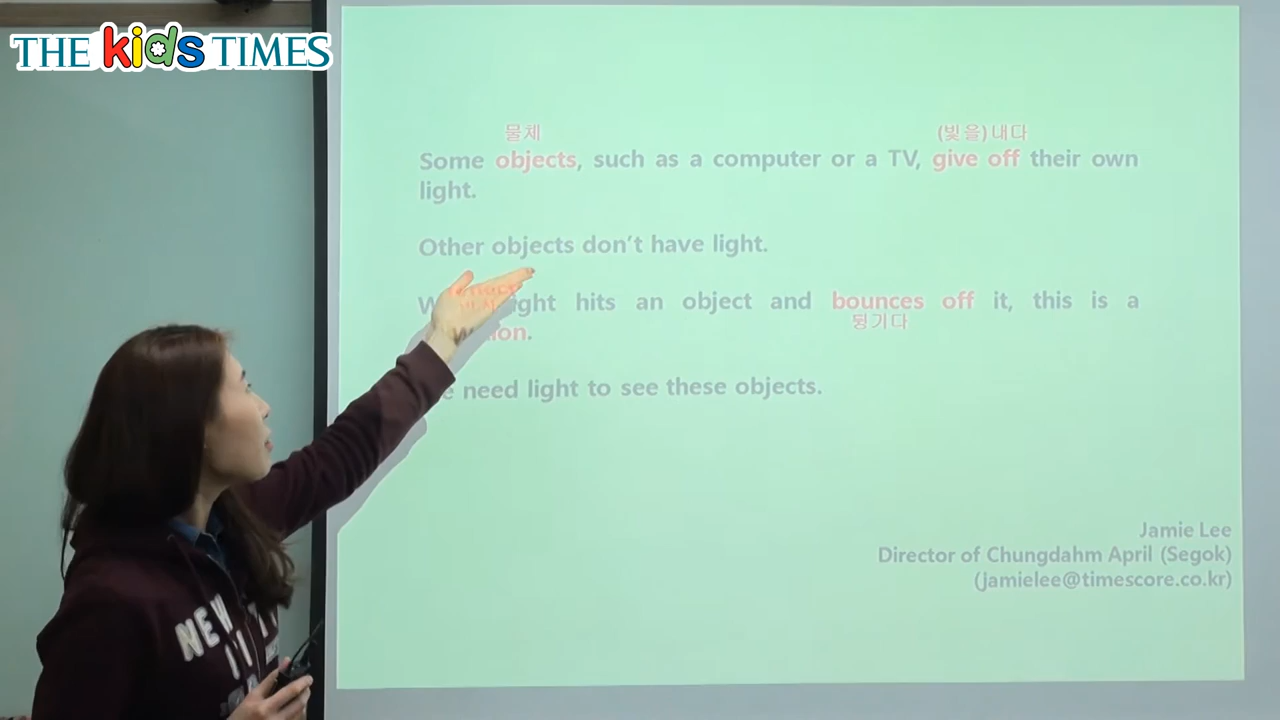 THE kids TIMES
물체 (빛을)내다
Some objects, such as a computer or a TV, give off their own
light.
Other objects don't have light.
light hits an object and bounces off it, this is a
튕기다
need light to see these objects.
NEW
Jamie Lee
Director of Chungdahm April (Segok)
(jamielee@timescore.co.kr)